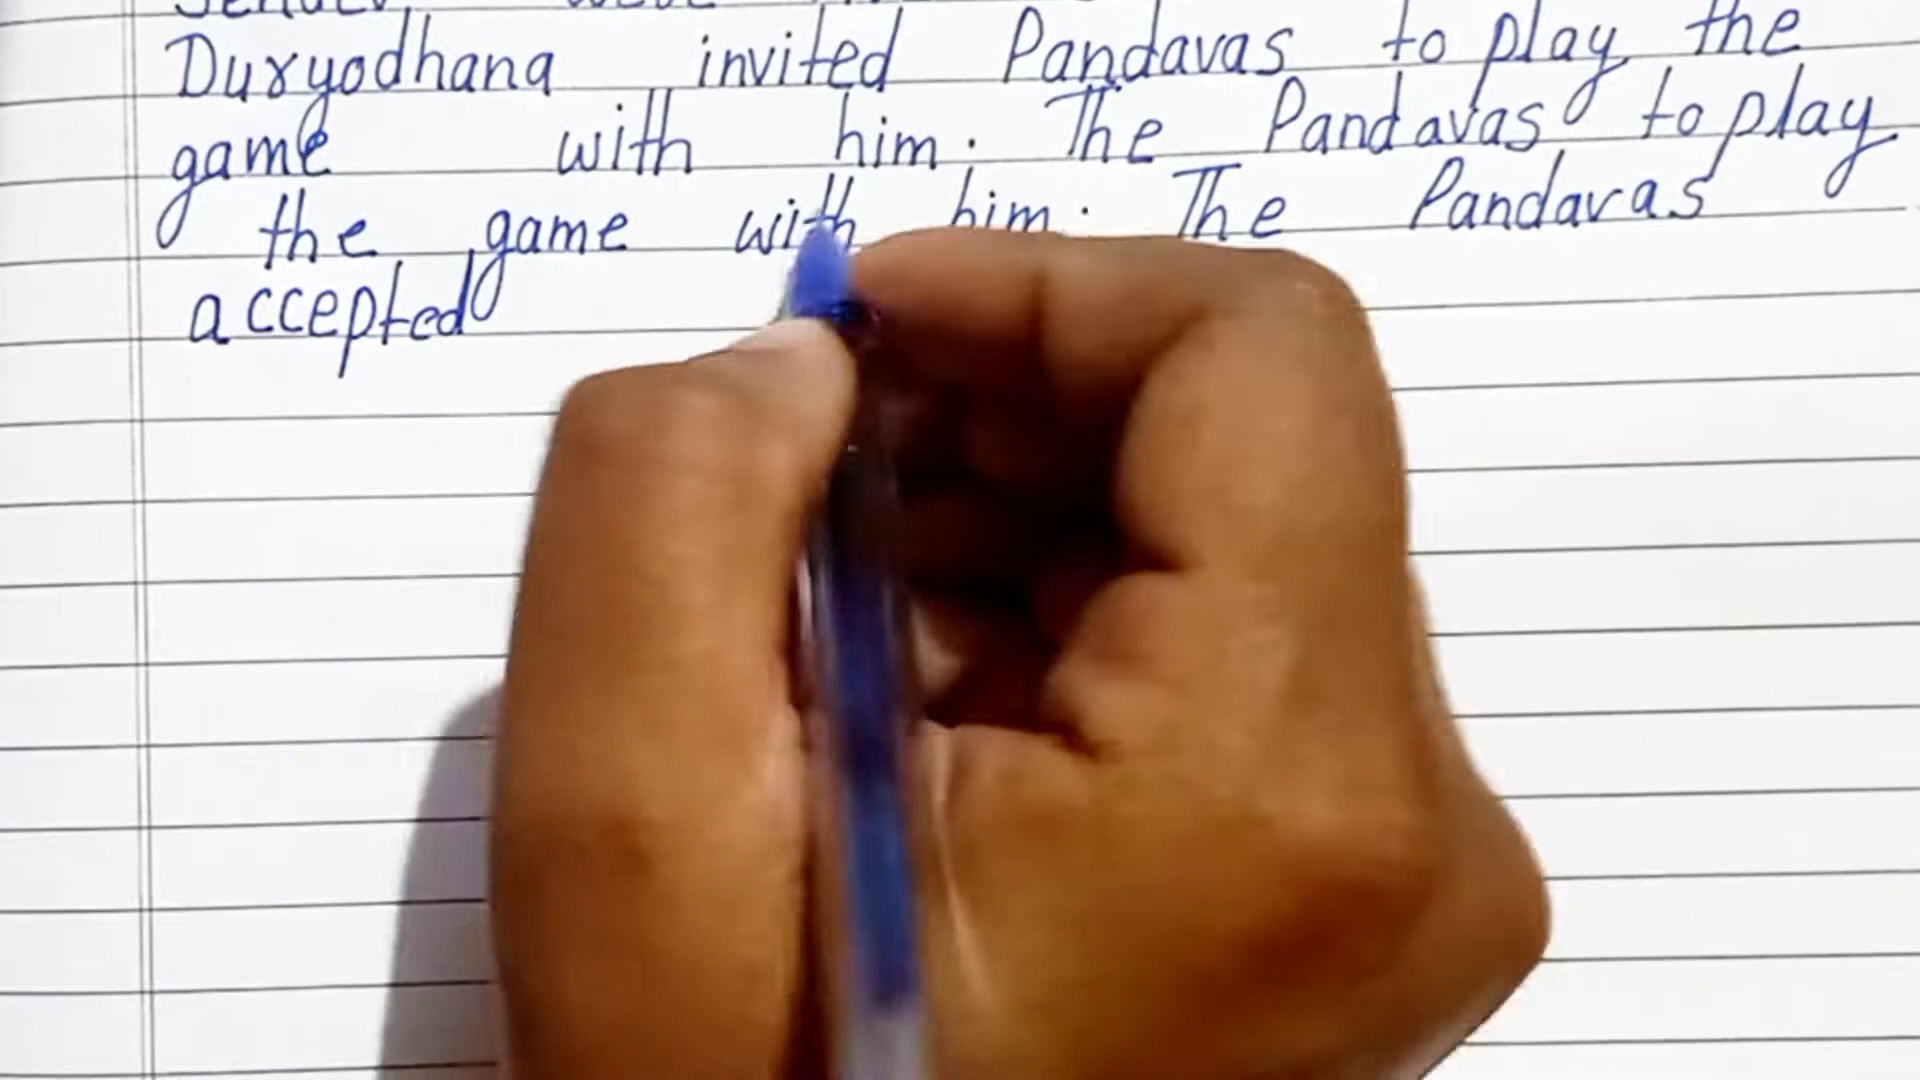 Duryodhana invited Pandavas to play the
game with him. The Pandavas to play
the game with him. The Pandavas
accepted